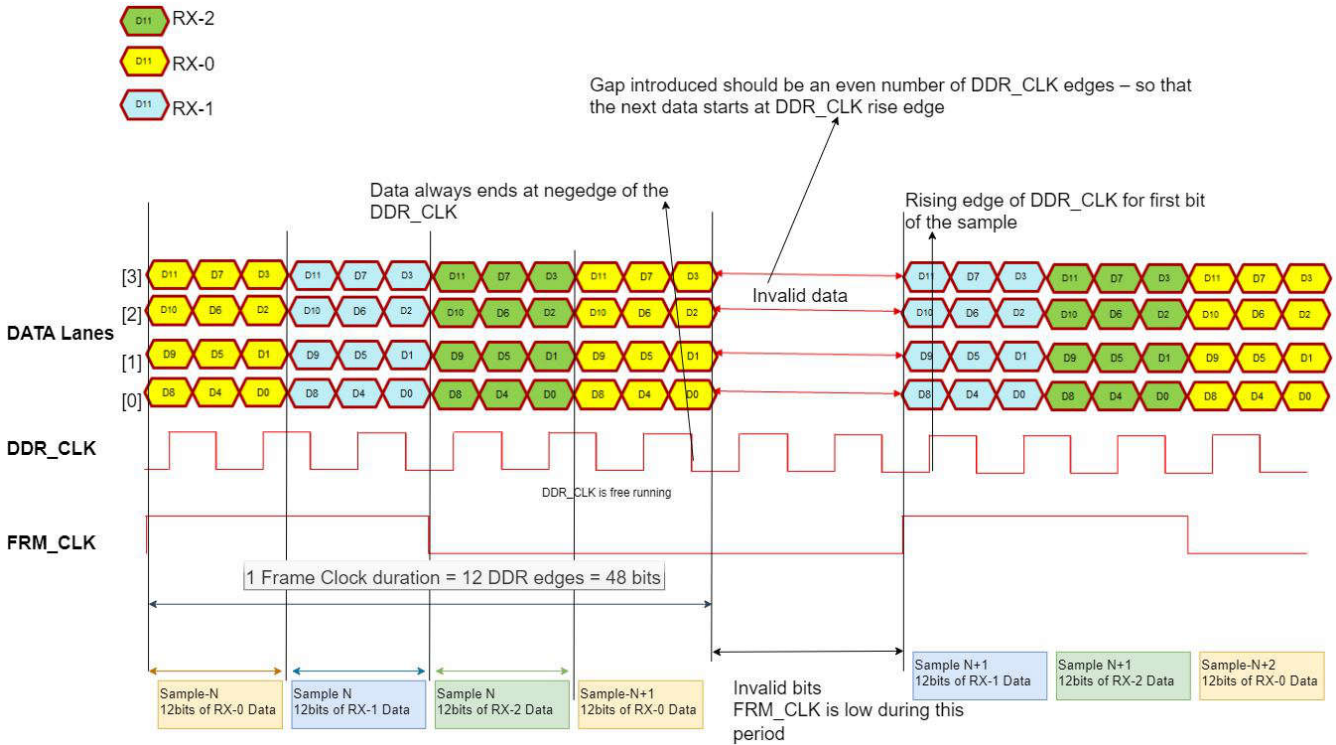 D11 RX-2
D11 RX-0
D11 RX-1
Gap introduced should be an even number of DDR_CLK edges – so that
the next data starts at DDR_CLK rise edge
Data always ends at negedge of the
DDR_CLK
Rising edge of DDR_CLK for first bit
of the sample
[3] D11 D7 D3 D11 D7 D3 D11 D7 D3 D11 D7 D3 D11 D7 D3 D11 D7 D3 D11 D7 D3
Invalid data
[2] D10 D6 D2 D10 D6 D2 D10 D6 D2 D10 D6 D2 D10 D6 D2 D10 D6 D2 D10 D6 D2
DATA Lanes
[1] D9 D5 D1 D9 D5 D1 D9 D5 D1 D9 D5 D1 D9 D5 D1 D9 D5 D1 D9 D5 D1
[0] D8 D4 D0 D8 D4 D0 D8 D4 D0 D8 D4 D0 D8 D4 D0 D8 D4 D0 D8 D4 D0
DDR_CLK
DDR_CLK is free running
FRM_CLK
1 Frame Clock duration = 12 DDR edges = 48 bits
Sample-N
12bits of RX-0 Data
Sample N
12bits of RX-1 Data
Sample N
12bits of RX-2 Data
Sample-N+1
12bits of RX-0 Data
Invalid bits
FRM_CLK is low during this
period
Sample N+1
12bits of RX-1 Data
Sample N+1
12bits of RX-2 Data
Sample-N+2
12bits of RX-0 Data